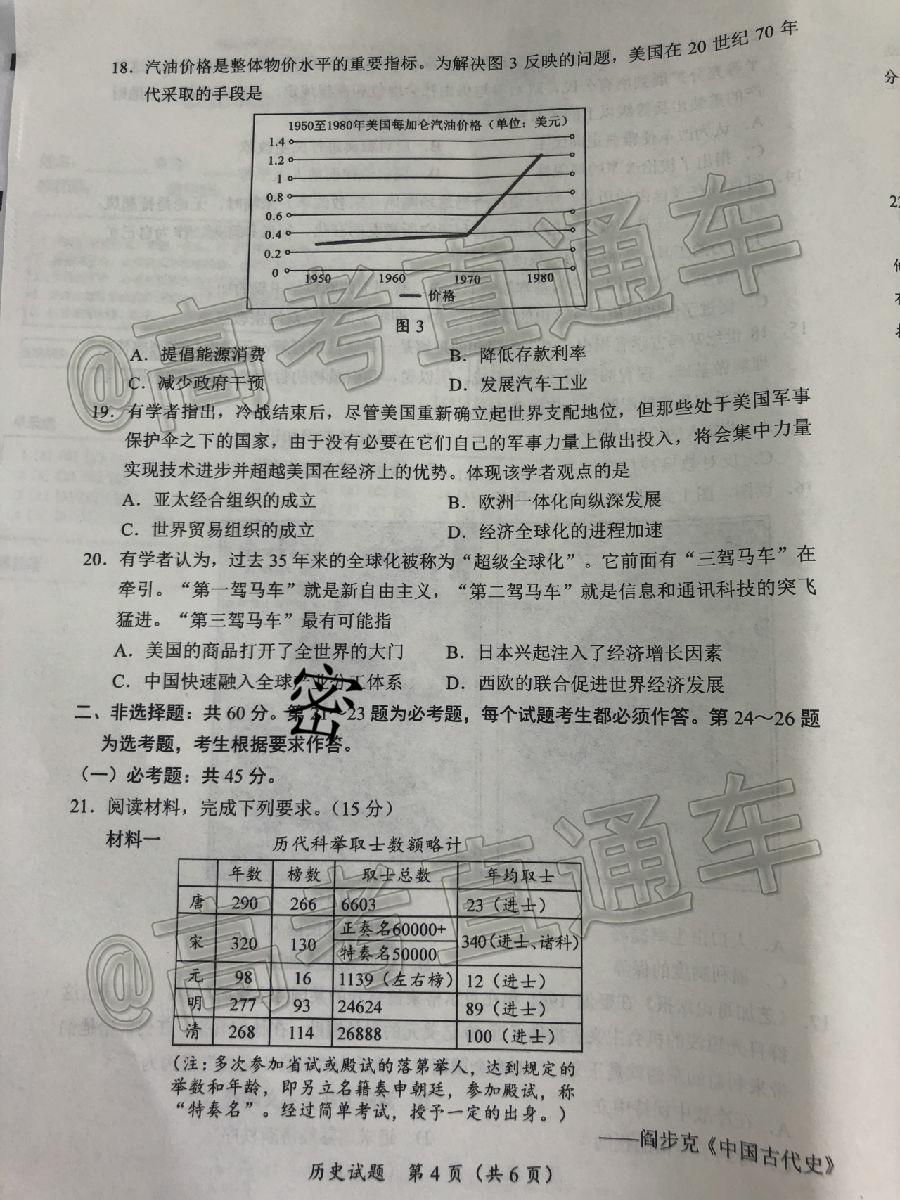 18．汽油价格是整体物价水平的重要指标。为解决图 3 反映的问题，美国在 20 世纪 70 年
代采取的手段是
1950至1980年美国每加仑汽油价格（单位：美元）
1.4
1.2
1
0.8
0.6
0.4
0.2
0
1950 1960 1970 1980
价格
图 3
A．提倡能源消费 B．降低存款利率
C．减少政府干预 D．发展汽车工业
19．有学者指出，冷战结束后，尽管美国重新确立起世界支配地位，但那些处于美国军事
保护伞之下的国家，由于没有必要在它们自己的军事力量上做出投入，将会集中力量
实现技术进步并超越美国在经济上的优势。体现该学者观点的是
A．亚太经合组织的成立 B．欧洲一体化向纵深发展
C．世界贸易组织的成立 D．经济全球化的进程加速
20．有学者认为，过去 35 年来的全球化被称为“超级全球化”。它前面有“三驾马车”在
牵引。“第一驾马车”就是新自由主义，“第二驾马车”就是信息和通讯科技的突飞
猛进。“第三驾马车”最有可能指
A．美国的商品打开了全世界的大门 B．日本兴起注入了经济增长因素
C．中国快速融入全球产业分工体系 D．西欧的联合促进世界经济发展
密
二、非选择题：共 60 分。第 21～23 题为必考题，每个试题考生都必须作答。第 24～26 题
为选考题，考生根据要求作答。
（一）必考题：共 45 分。
21．阅读材料，完成下列要求。（15 分）
材料一 历代科举取士数额略计
年数 榜数 取士总数 年均取士
唐 290 266 6603 23（进士）
宋 320 130 正奏名60000+ 特奏名50000 340（进士、诸科）
元 98 16 1139（左右榜） 12（进士）
明 277 93 24624 89（进士）
清 268 114 26888 100（进士）
（注：多次参加省试或殿试的落第举人，达到规定的
举数和年龄，即另立名籍奏申朝廷，参加殿试，称
“特奏名”。经过简单考试，授予一定的出身。）
——阎步克《中国古代史》
历史试题 第 4 页（共 6 页）
@高考直通车
@高考直通车
分
22